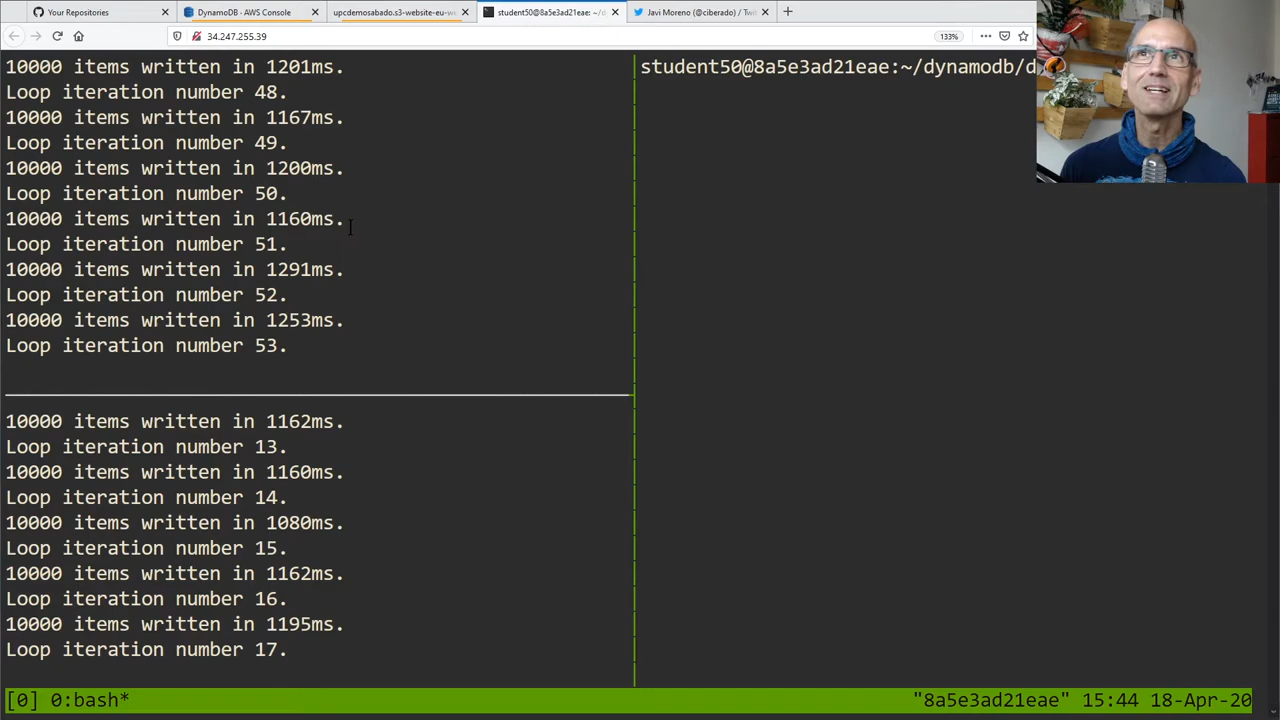 Your Repositories
DynamoDB - AWS Console
upcdemosabado.s3-website-eu-we
student50@8a5e3ad21eae: ~/d
Javi Moreno (@ciberado) / Twit
34.247.255.39
133%
10000 items written in 1201ms.
Loop iteration number 48.
10000 items written in 1167ms.
Loop iteration number 49.
10000 items written in 1200ms.
Loop iteration number 50.
10000 items written in 1160ms.
Loop iteration number 51.
10000 items written in 1291ms.
Loop iteration number 52.
10000 items written in 1253ms.
Loop iteration number 53.
10000 items written in 1162ms.
Loop iteration number 13.
10000 items written in 1160ms.
Loop iteration number 14.
10000 items written in 1080ms.
Loop iteration number 15.
10000 items written in 1162ms.
Loop iteration number 16.
10000 items written in 1195ms.
Loop iteration number 17.
student50@8a5e3ad21eae:~/dynamodb/d
[0] 0:bash*
"8a5e3ad21eae" 15:44 18-Apr-20